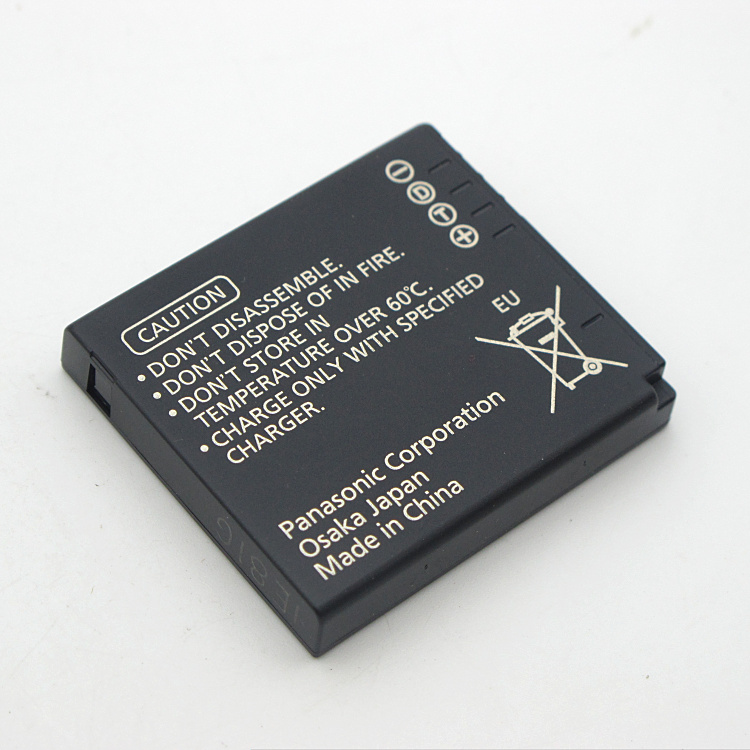 − D T +
CAUTION
• DON'T DISASSEMBLE.
• DON'T DISPOSE OF IN FIRE.
• DON'T STORE IN
TEMPERATURE OVER 60℃.
• CHARGE ONLY WITH SPECIFIED
CHARGER.
EU
Panasonic Corporation
Osaka Japan
Made in China